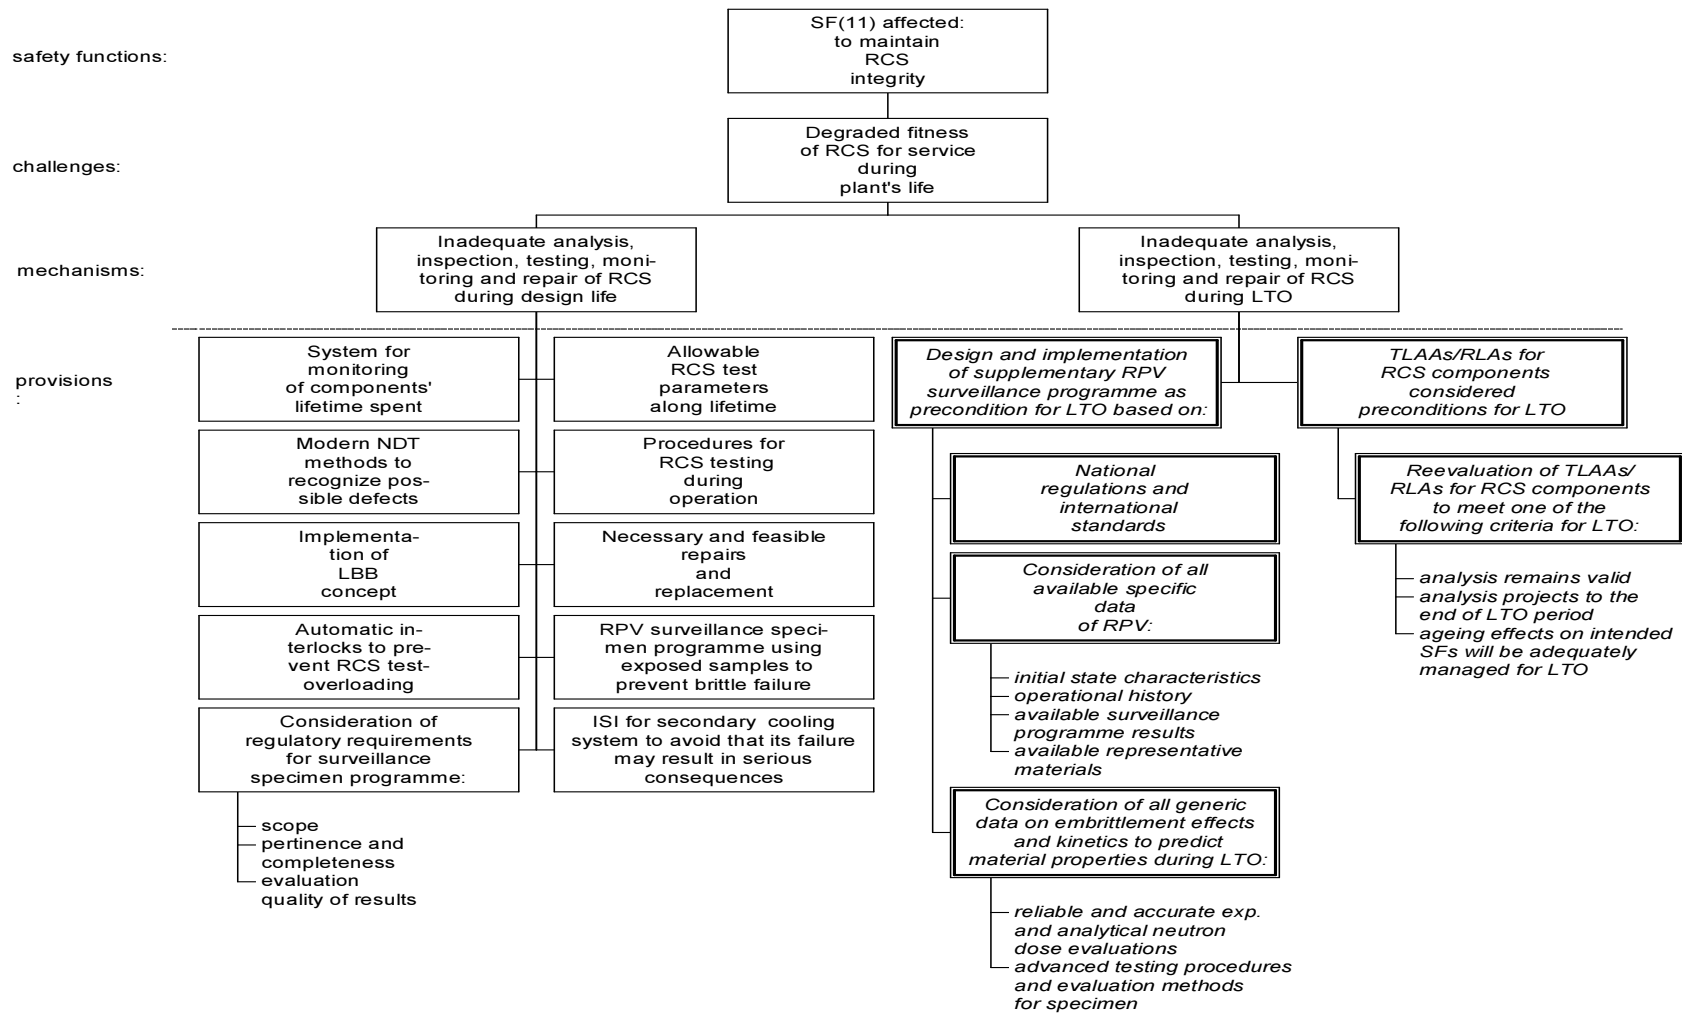 safety functions:
SF(11) affected:
to maintain
RCS
integrity
challenges:
Degraded fitness
of RCS for service
during
plant's life
mechanisms:
Inadequate analysis,
inspection, testing, moni-
toring and repair of RCS
during design life
Inadequate analysis,
inspection, testing, moni-
toring and repair of RCS
during LTO
provisions
:
System for
monitoring
of components'
lifetime spent
Allowable
RCS test
parameters
along lifetime
Modern NDT
methods to
recognize pos-
sible defects
Procedures for
RCS testing
during
operation
Implementa-
tion of
LBB
concept
Necessary and feasible
repairs
and
replacement
Automatic in-
terlocks to pre-
vent RCS test-
overloading
RPV surveillance speci-
men programme using
exposed samples to
prevent brittle failure
Consideration of
regulatory requirements
for surveillance
specimen programme:
ISI for secondary cooling
system to avoid that its failure
may result in serious
consequences
scope
pertinence and
completeness
evaluation
quality of results
Design and implementation
of supplementary RPV
surveillance programme as
precondition for LTO based on:
National
regulations and
international
standards
Consideration of all
available specific
data
of RPV:
initial state characteristics
operational history
available surveillance
programme results
available representative
materials
Consideration of all generic
data on embrittlement effects
and kinetics to predict
material properties during LTO:
reliable and accurate exp.
and analytical neutron
dose evaluations
advanced testing procedures
and evaluation methods
for specimen
TLAAs/RLAs for
RCS components
considered
preconditions for LTO
Reevaluation of TLAAs/
RLAs for RCS components
to meet one of the
following criteria for LTO:
analysis remains valid
analysis projects to the
end of LTO period
ageing effects on intended
SFs will be adequately
managed for LTO